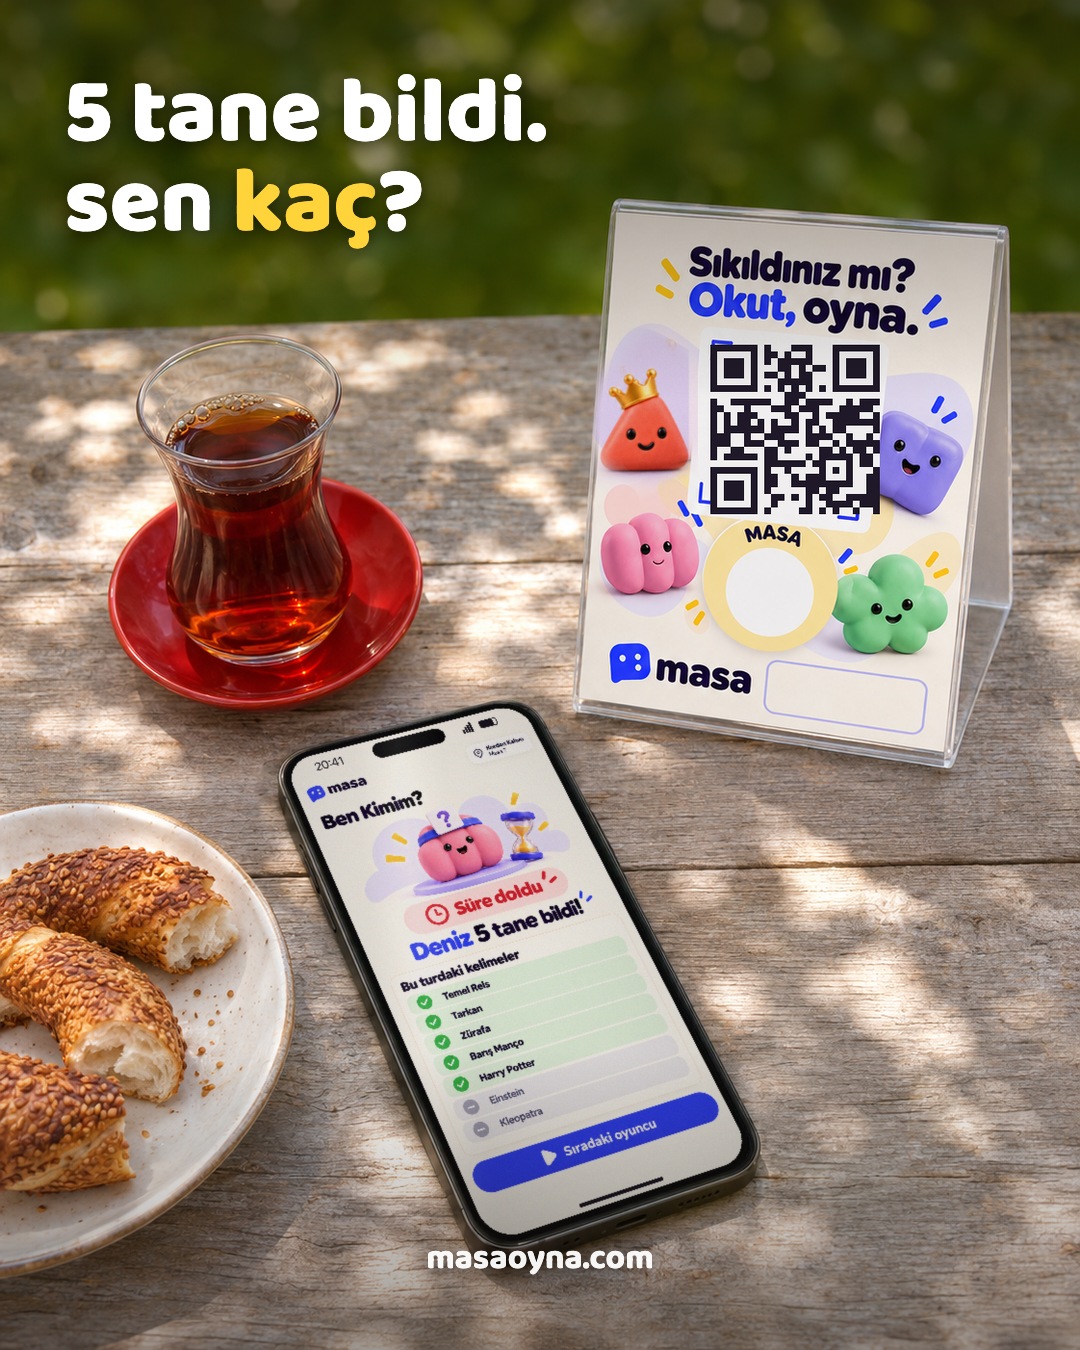 5 tane bildi.
sen kaç?
Sıkıldınız mı?
Okut, oyna.
MASA
masa
20:41
masa
Ben Kimim?
?
Süre doldu
Deniz 5 tane bildi!
Bu turdaki kelimeler
Temel Reis
Tarkan
Zürafa
Barış Manço
Harry Potter
Einstein
Kleopatra
Sıradaki oyuncu
masaoyna.com